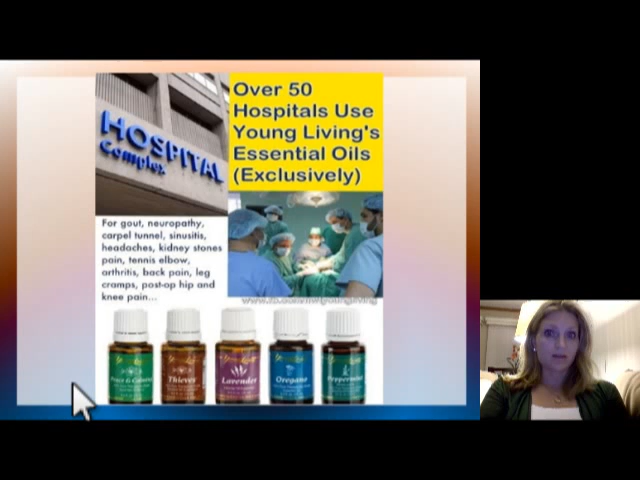 Over 50
Hospitals Use
Young Living's
Essential Oils
(Exclusively)
HOSPITAL
Complex
For gout, neuropathy,
carpel tunnel, sinusitis,
headaches, kidney stones
pain, tennis elbow,
arthritis, back pain, leg
cramps, post-op hip and
knee pain...
Peace & Calming
Thieves
Lavender
Oregano
Peppermint